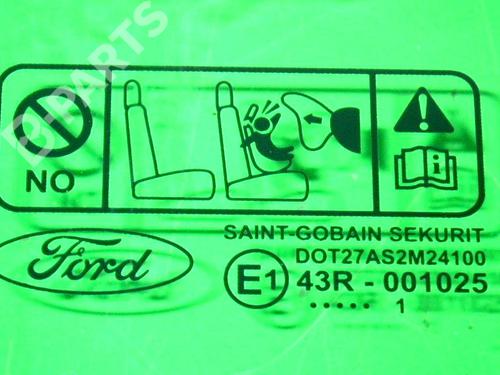 B-PARTS
NO
i
Ford
SAINT-GOBAIN SEKURIT
DOT27AS2M24100
E1 43R - 001025
..... 1